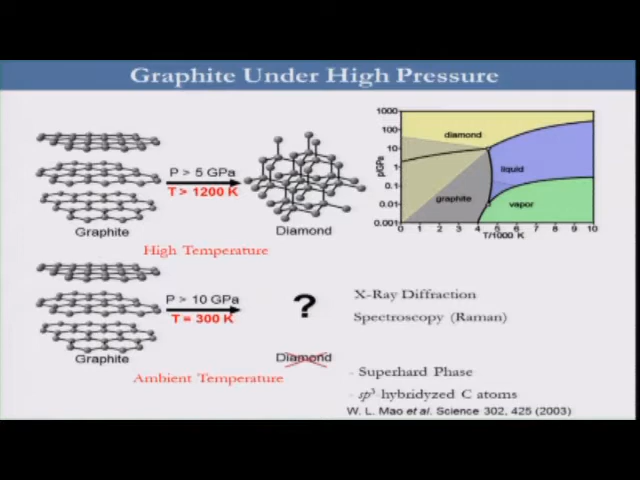 Graphite Under High Pressure
P > 5 GPa
T > 1200 K
Graphite
Diamond
High Temperature
p/GPa
1000
100
10
1
0.1
0.01
0.001
diamond
liquid
graphite
vapor
0 1 2 3 4 5 6 7 8 9 10
T/1000 K
P > 10 GPa
T = 300 K
?
Graphite
Diamond
Ambient Temperature
X-Ray Diffraction
Spectroscopy (Raman)
- Superhard Phase
- sp³ hybridyzed C atoms
W. L. Mao et al. Science 302, 425 (2003)